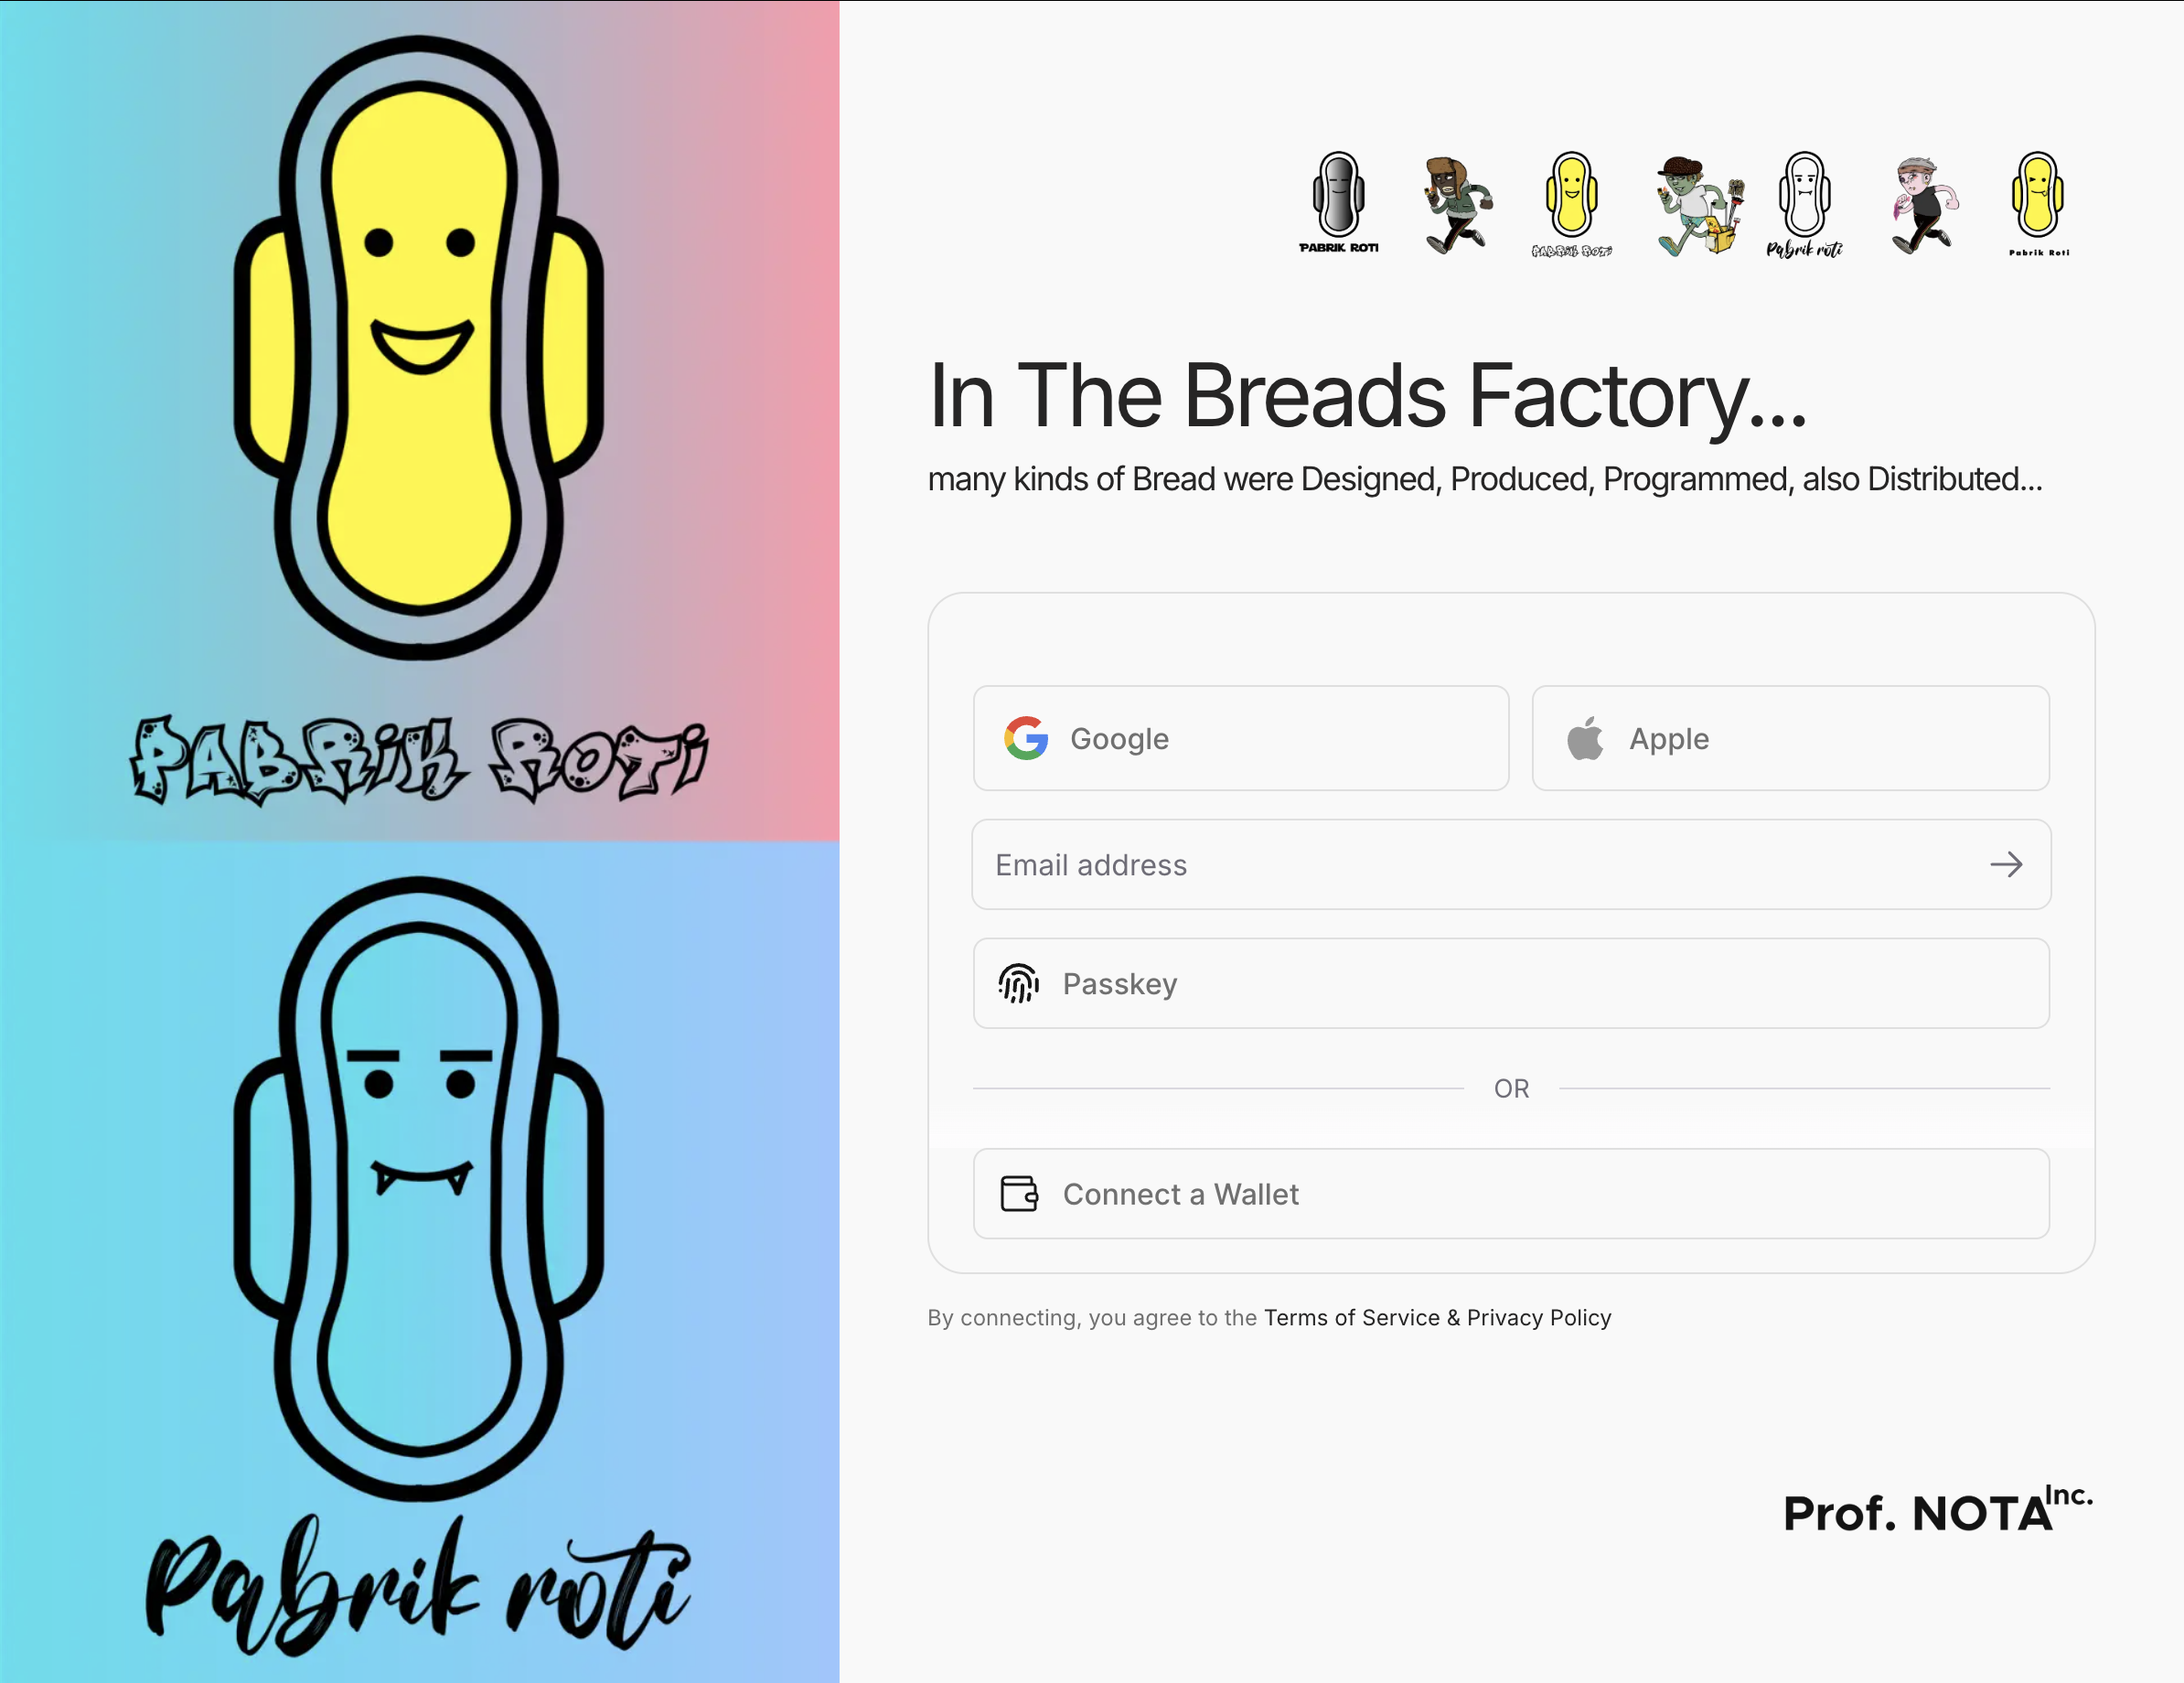 PABRIK ROTI
Pabrik roti
PABRIK ROTI
PABRIK ROTI
Pabrik roti
Pabrik Roti
In The Breads Factory...
many kinds of Bread were Designed, Produced, Programmed, also Distributed...
Google
Apple
Email address
Passkey
OR
Connect a Wallet
By connecting, you agree to the Terms of Service & Privacy Policy
Prof. NOTA Inc.